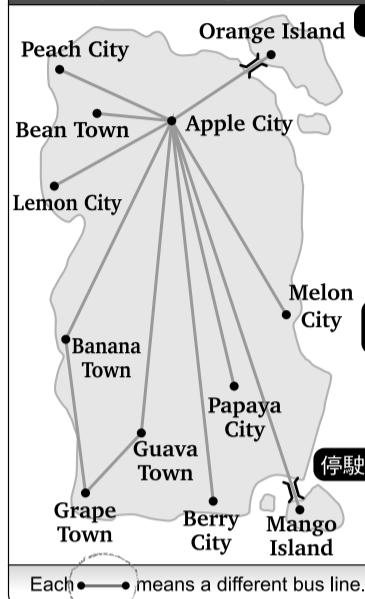 Orange Island
Peach City
Bean Town
Apple City
Lemon City
Melon
City
Banana
Town
Papaya
City
Guava
Town
停駛
Grape
Town
Berry
City
Mango
Island
Each means a different bus line.